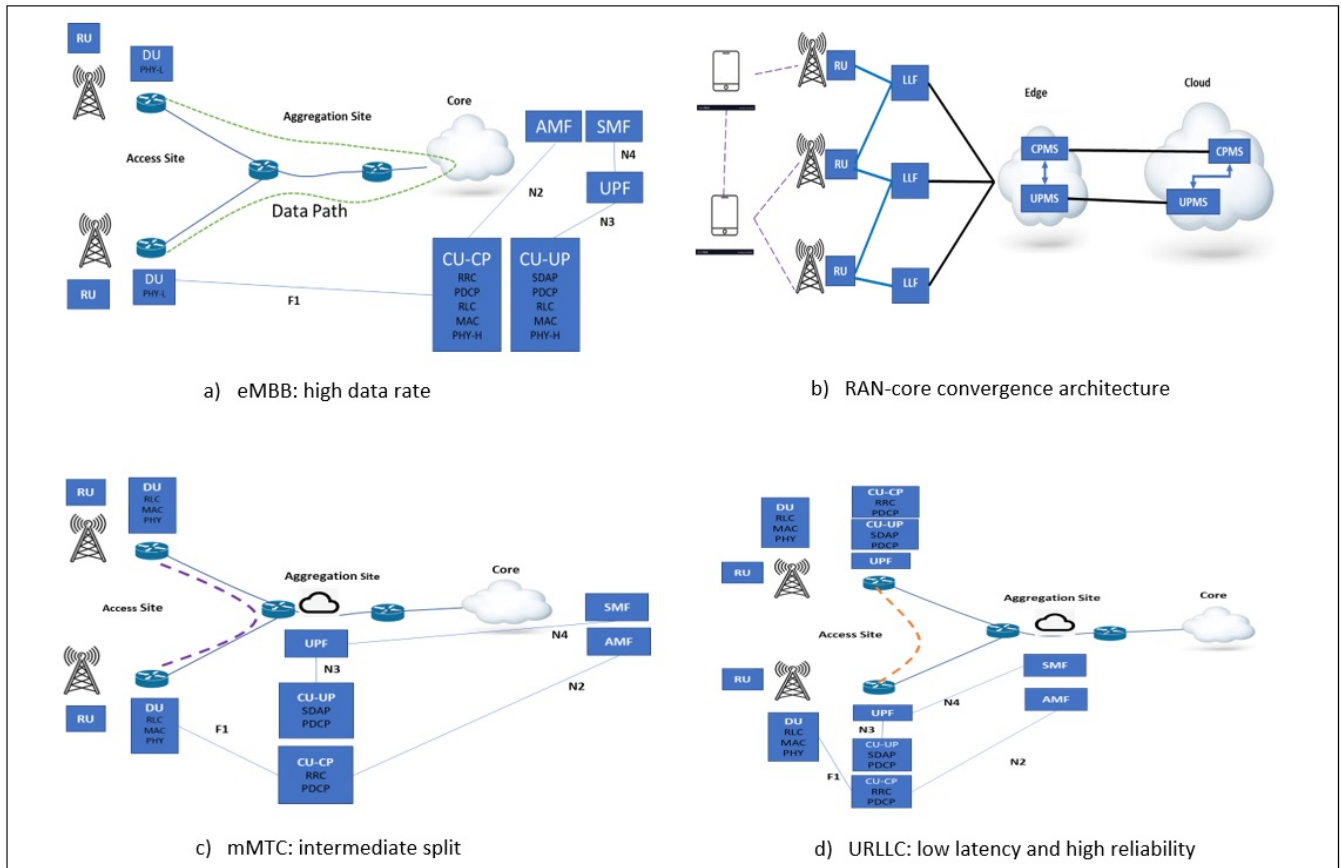 RU
DU
PHY-L
Core
Aggregation Site
Access Site
Data Path
AMF
SMF
N4
N2
UPF
N3
CU-CP
RRC
PDCP
RLC
MAC
PHY-H
CU-UP
SDAP
PDCP
RLC
MAC
PHY-H
DU
PHY-L
RU
F1
a) eMBB: high data rate
RU
LLF
RU
LLF
RU
LLF
Edge
Cloud
CPMS
CPMS
UPMS
UPMS
b) RAN-core convergence architecture
RU
DU
RLC
MAC
PHY
Aggregation Site
Core
Access Site
SMF
N4
UPF
AMF
N3
N2
CU-UP
SDAP
PDCP
RU
DU
RLC
MAC
PHY
F1
CU-CP
RRC
PDCP
c) mMTC: intermediate split
DU
RLC
MAC
PHY
CU-CP
RRC
PDCP
CU-UP
SDAP
PDCP
UPF
RU
Aggregation Site
Core
Access Site
SMF
RU
N4
AMF
UPF
DU
RLC
MAC
PHY
N3
CU-UP
SDAP
PDCP
N2
F1
CU-CP
RRC
PDCP
d) URLLC: low latency and high reliability